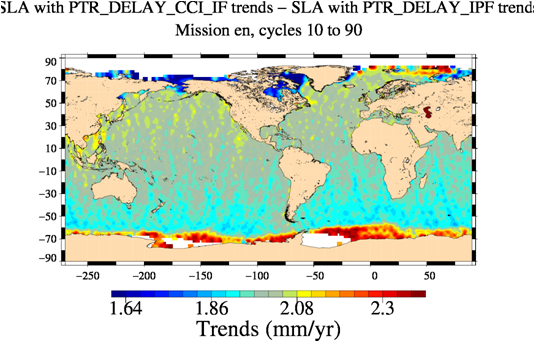 SLA with PTR_DELAY_CCI_IF trends – SLA with PTR_DELAY_IPF trends
Mission en, cycles 10 to 90
90
70
50
30
10
−10
−30
−50
−70
−90
−250 −200 −150 −100 −50 0 50
1.64 1.86 2.08 2.3
Trends (mm/yr)